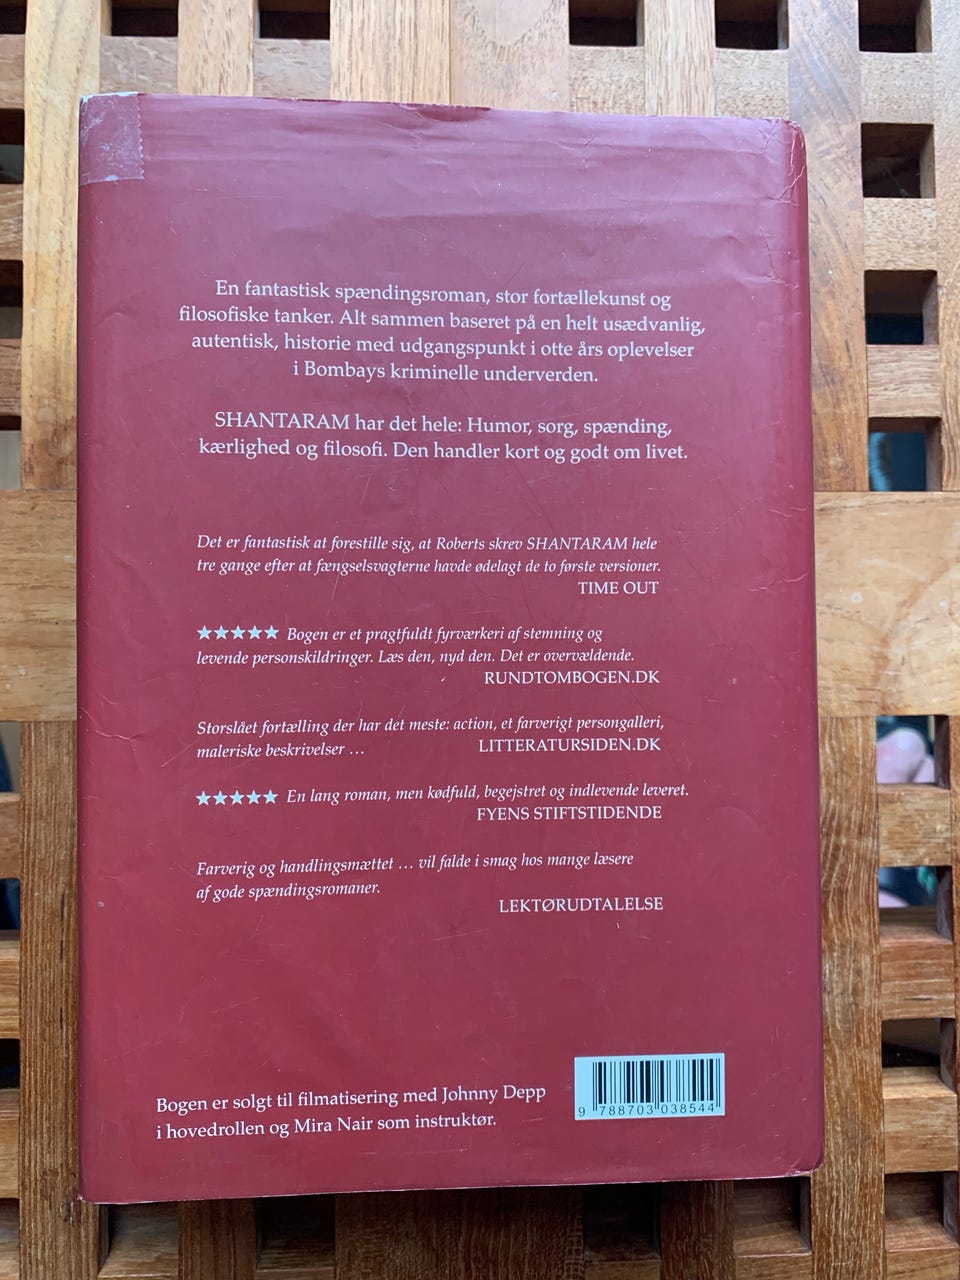 En fantastisk spændingsroman, stor fortællekunst og
filosofiske tanker. Alt sammen baseret på en helt usædvanlig,
autentisk, historie med udgangspunkt i otte års oplevelser
i Bombays kriminelle underverden.
SHANTARAM har det hele: Humor, sorg, spænding,
kærlighed og filosofi. Den handler kort og godt om livet.
Det er fantastisk at forestille sig, at Roberts skrev SHANTARAM hele
tre gange efter at fængselsvagterne havde ødelagt de to første versioner.
TIME OUT
★★★★★ Bogen er et pragtfuldt fyrværkeri af stemning og
levende personskildringer. Læs den, nyd den. Det er overvældende.
RUNDTOMBOGEN.DK
Storslået fortælling der har det meste: action, et farverigt persongalleri,
maleriske beskrivelser … LITTERATURSIDEN.DK
★★★★★ En lang roman, men kødfuld, begejstret og indlevende leveret.
FYENS STIFTSTIDENDE
Farverig og handlingsmættet … vil falde i smag hos mange læsere
af gode spændingsromaner.
LEKTØRUDTALELSE
Bogen er solgt til filmatisering med Johnny Depp
i hovedrollen og Mira Nair som instruktør.
9 788703 038544